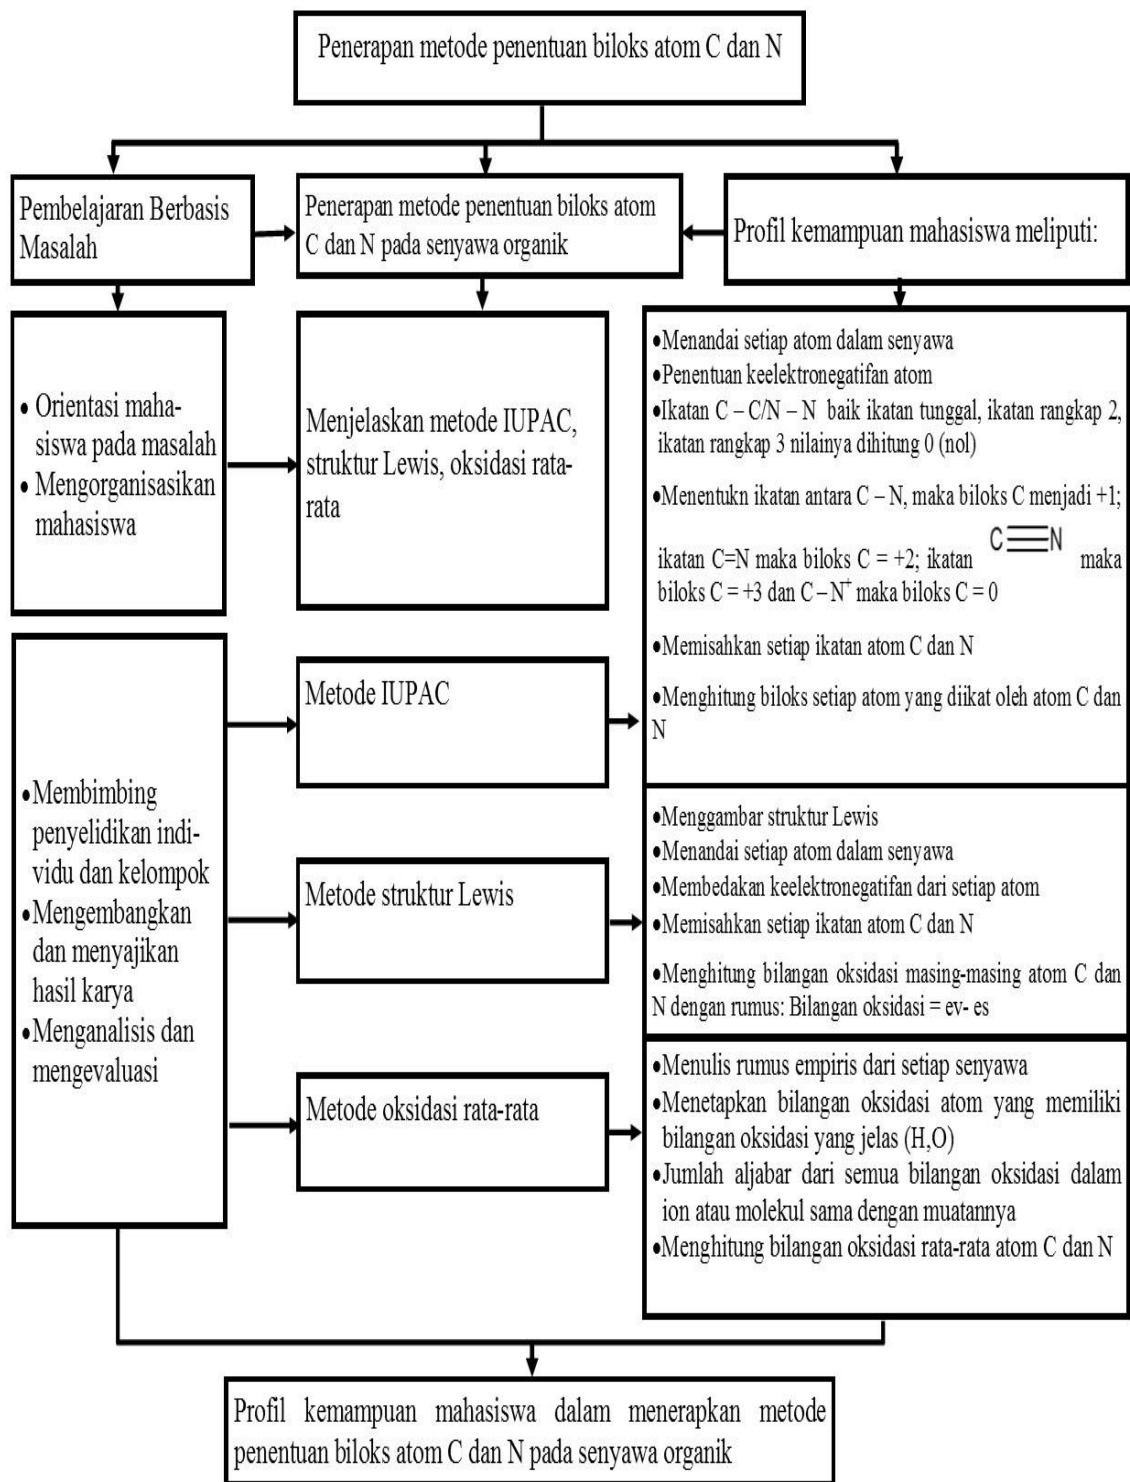 Penerapan metode penentuan biloks atom C dan N
Pembelajaran Berbasis
Masalah
Penerapan metode penentuan biloks atom
C dan N pada senyawa organik
Profil kemampuan mahasiswa meliputi:
• Orientasi maha-
siswa pada masalah
• Mengorganisasikan
mahasiswa
Menjelaskan metode IUPAC,
struktur Lewis, oksidasi rata-
rata
•Menandai setiap atom dalam senyawa
•Penentuan keelektronegatifan atom
•Ikatan C – C/N – N baik ikatan tunggal, ikatan rangkap 2,
ikatan rangkap 3 nilainya dihitung 0 (nol)
•Menentukn ikatan antara C – N, maka biloks C menjadi +1;
ikatan C=N maka biloks C = +2; ikatan C≡N maka
biloks C = +3 dan C – N⁺ maka biloks C = 0
•Memisahkan setiap ikatan atom C dan N
•Menghitung biloks setiap atom yang diikat oleh atom C dan
N
•Membimbing
penyelidikan indi-
vidu dan kelompok
•Mengembangkan
dan menyajikan
hasil karya
•Menganalisis dan
mengevaluasi
Metode IUPAC
Metode struktur Lewis
•Menggambar struktur Lewis
•Menandai setiap atom dalam senyawa
•Membedakan keelektronegatifan dari setiap atom
•Memisahkan setiap ikatan atom C dan N
•Menghitung bilangan oksidasi masing-masing atom C dan
N dengan rumus: Bilangan oksidasi = ev- es
Metode oksidasi rata-rata
•Menulis rumus empiris dari setiap senyawa
•Menetapkan bilangan oksidasi atom yang memiliki
bilangan oksidasi yang jelas (H,O)
•Jumlah aljabar dari semua bilangan oksidasi dalam
ion atau molekul sama dengan muatannya
•Menghitung bilangan oksidasi rata-rata atom C dan N
Profil kemampuan mahasiswa dalam menerapkan metode
penentuan biloks atom C dan N pada senyawa organik